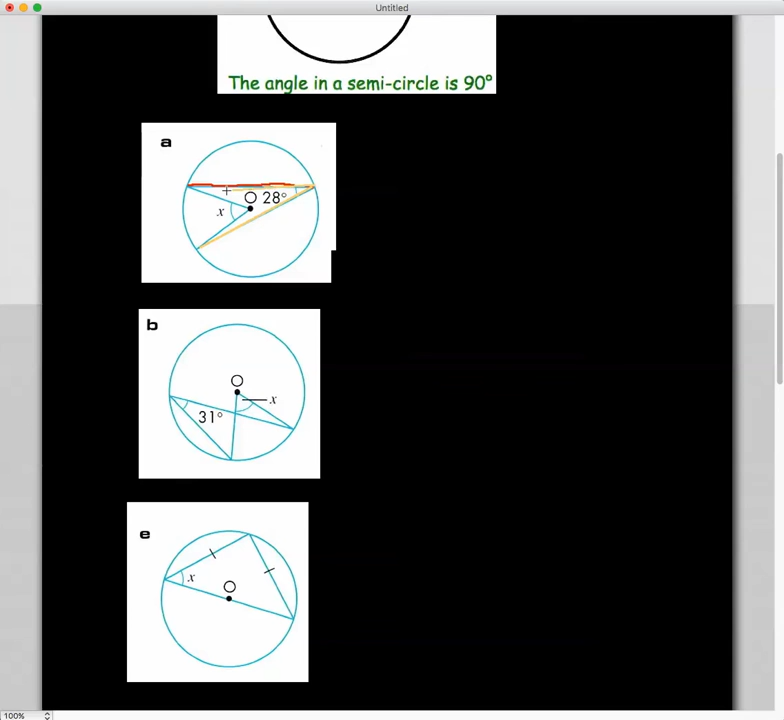 Untitled
The angle in a semi-circle is 90°
a
O 28°
x
b
O
x
31°
e
x
O
100%